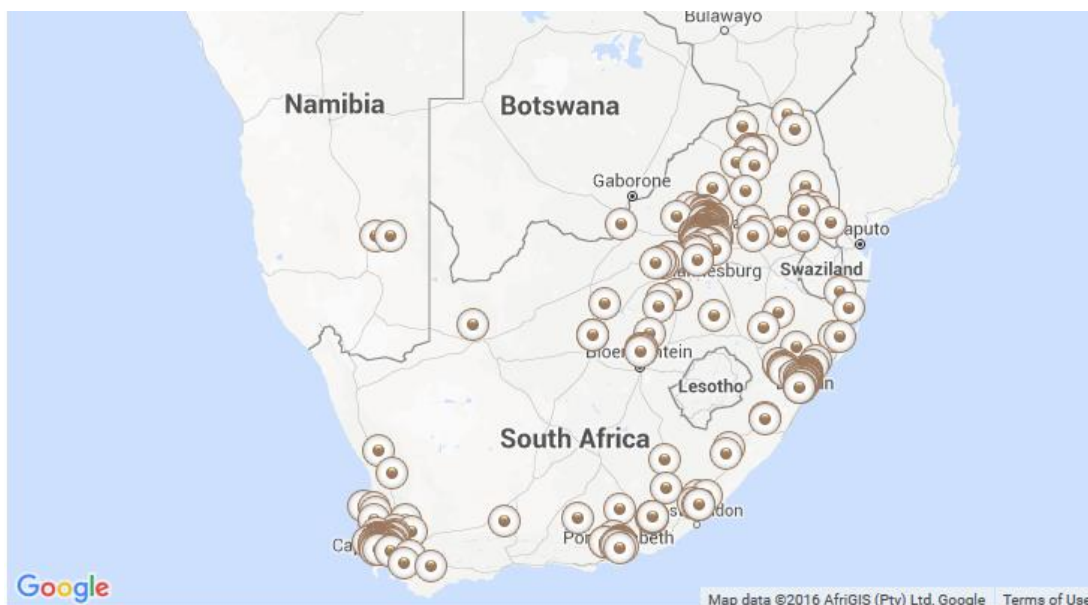 Bulawayo
Namibia
Botswana
Gaborone
Swaziland
Lesotho
South Africa
Google
Map data ©2016 AfriGIS (Pty) Ltd, Google
Terms of Use